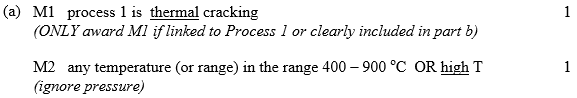 (a) M1 process 1 is thermal cracking 1
(ONLY award M1 if linked to Process 1 or clearly included in part b)
M2 any temperature (or range) in the range 400 – 900 °C OR high T 1
(ignore pressure)